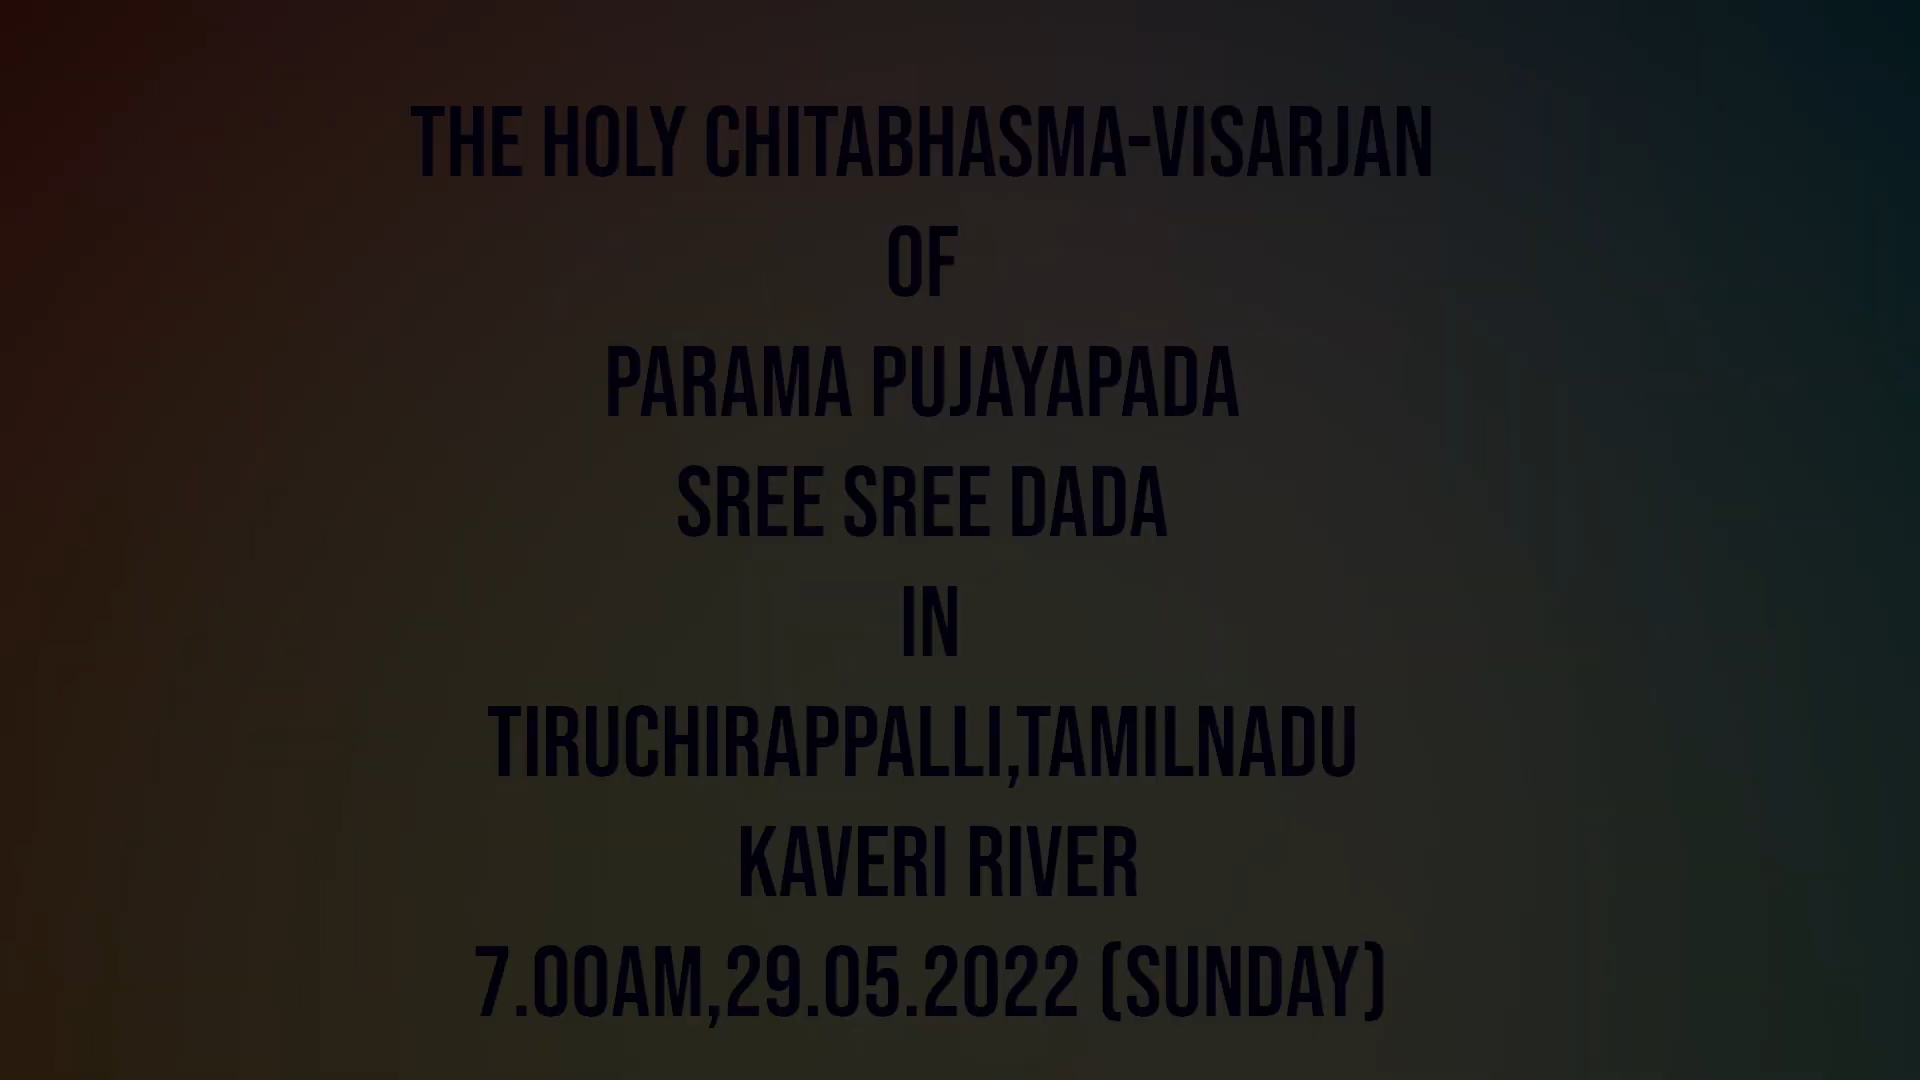 THE HOLY CHITABHASMA-VISARJAN
OF
PARAMA PUJAYAPADA
SREE SREE DADA
IN
TIRUCHIRAPPALLI,TAMILNADU
KAVERI RIVER
7.00AM,29.05.2022 (SUNDAY)